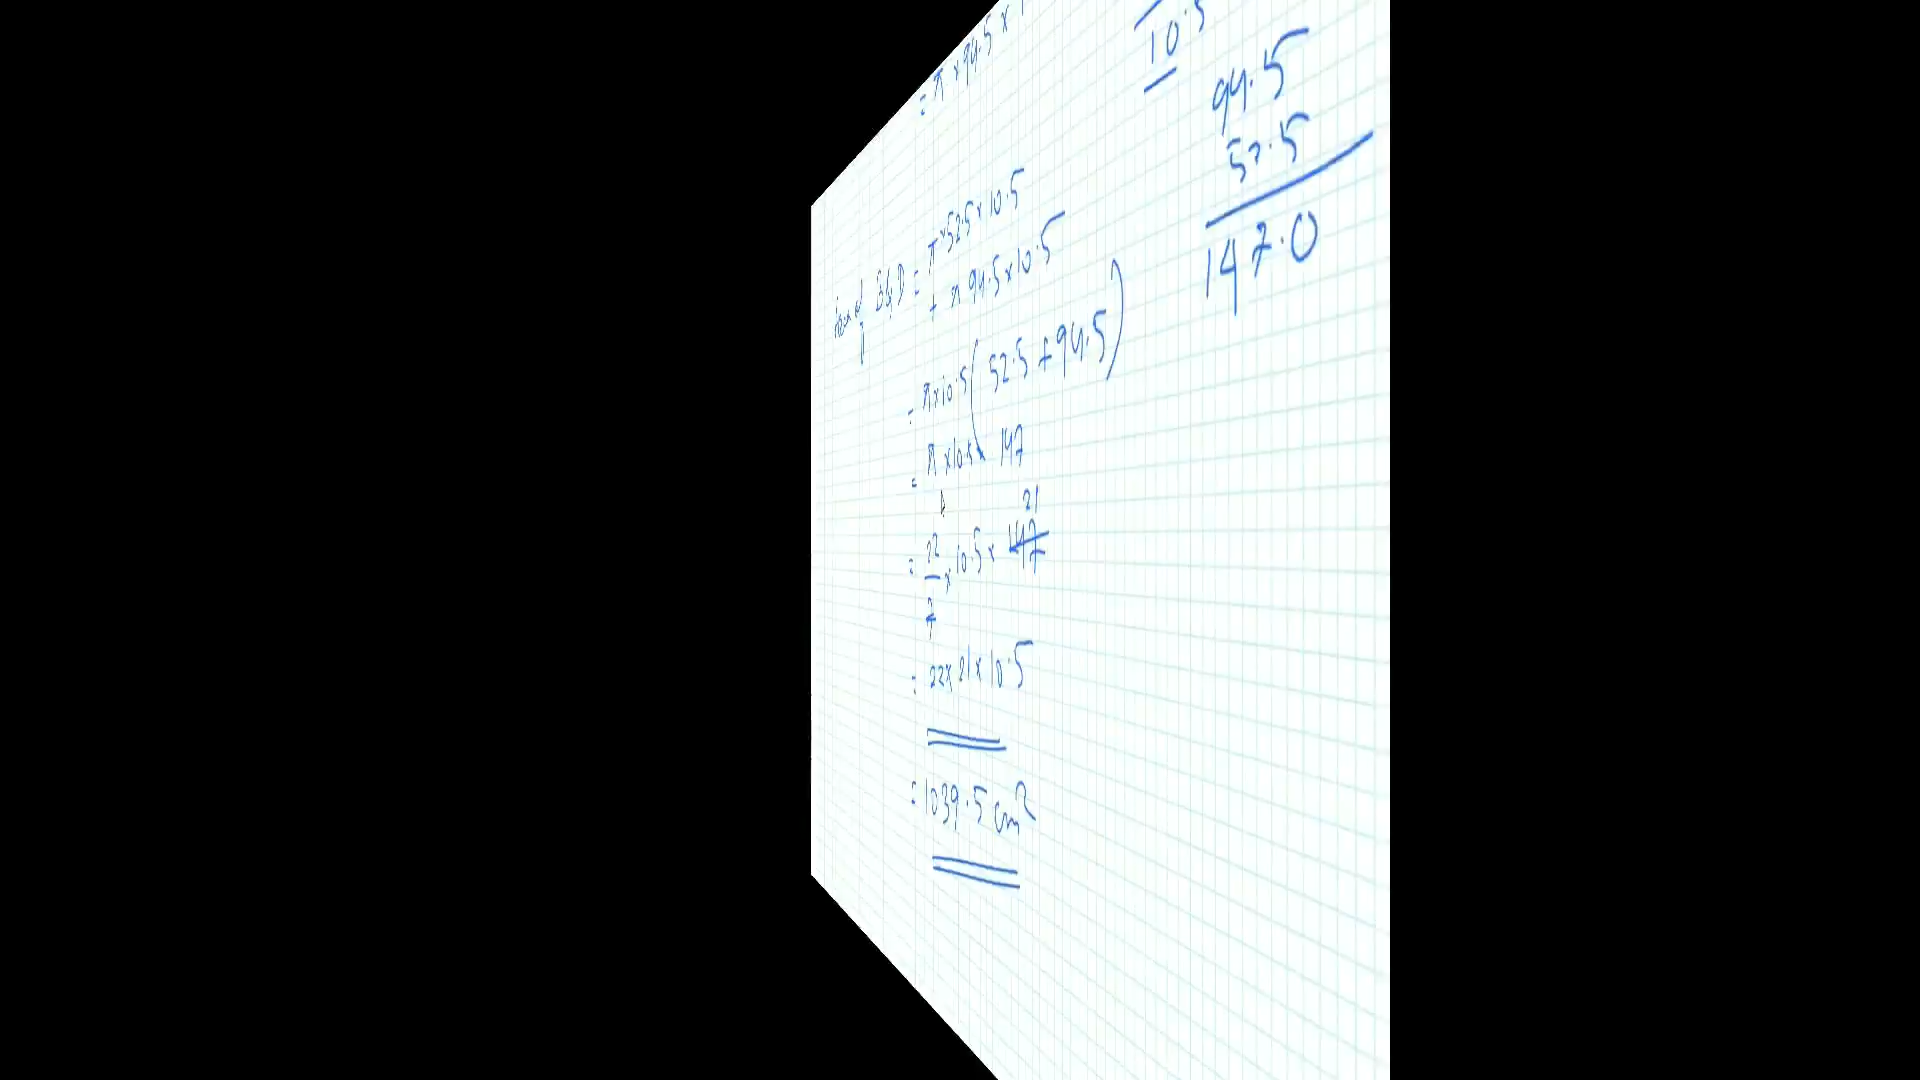 = π × 94.5 ×
10.5
94.5
52.5
147.0
of B & D = π × 52.5 × 10.5
+ π 94.5 × 10.5
= π × 10.5 ( 52.5 + 94.5 )
= π × 10.5 × 147
21
= 22/7 × 10.5 × 147
= 22 × 21 × 10.5
= 1039.5 cm²